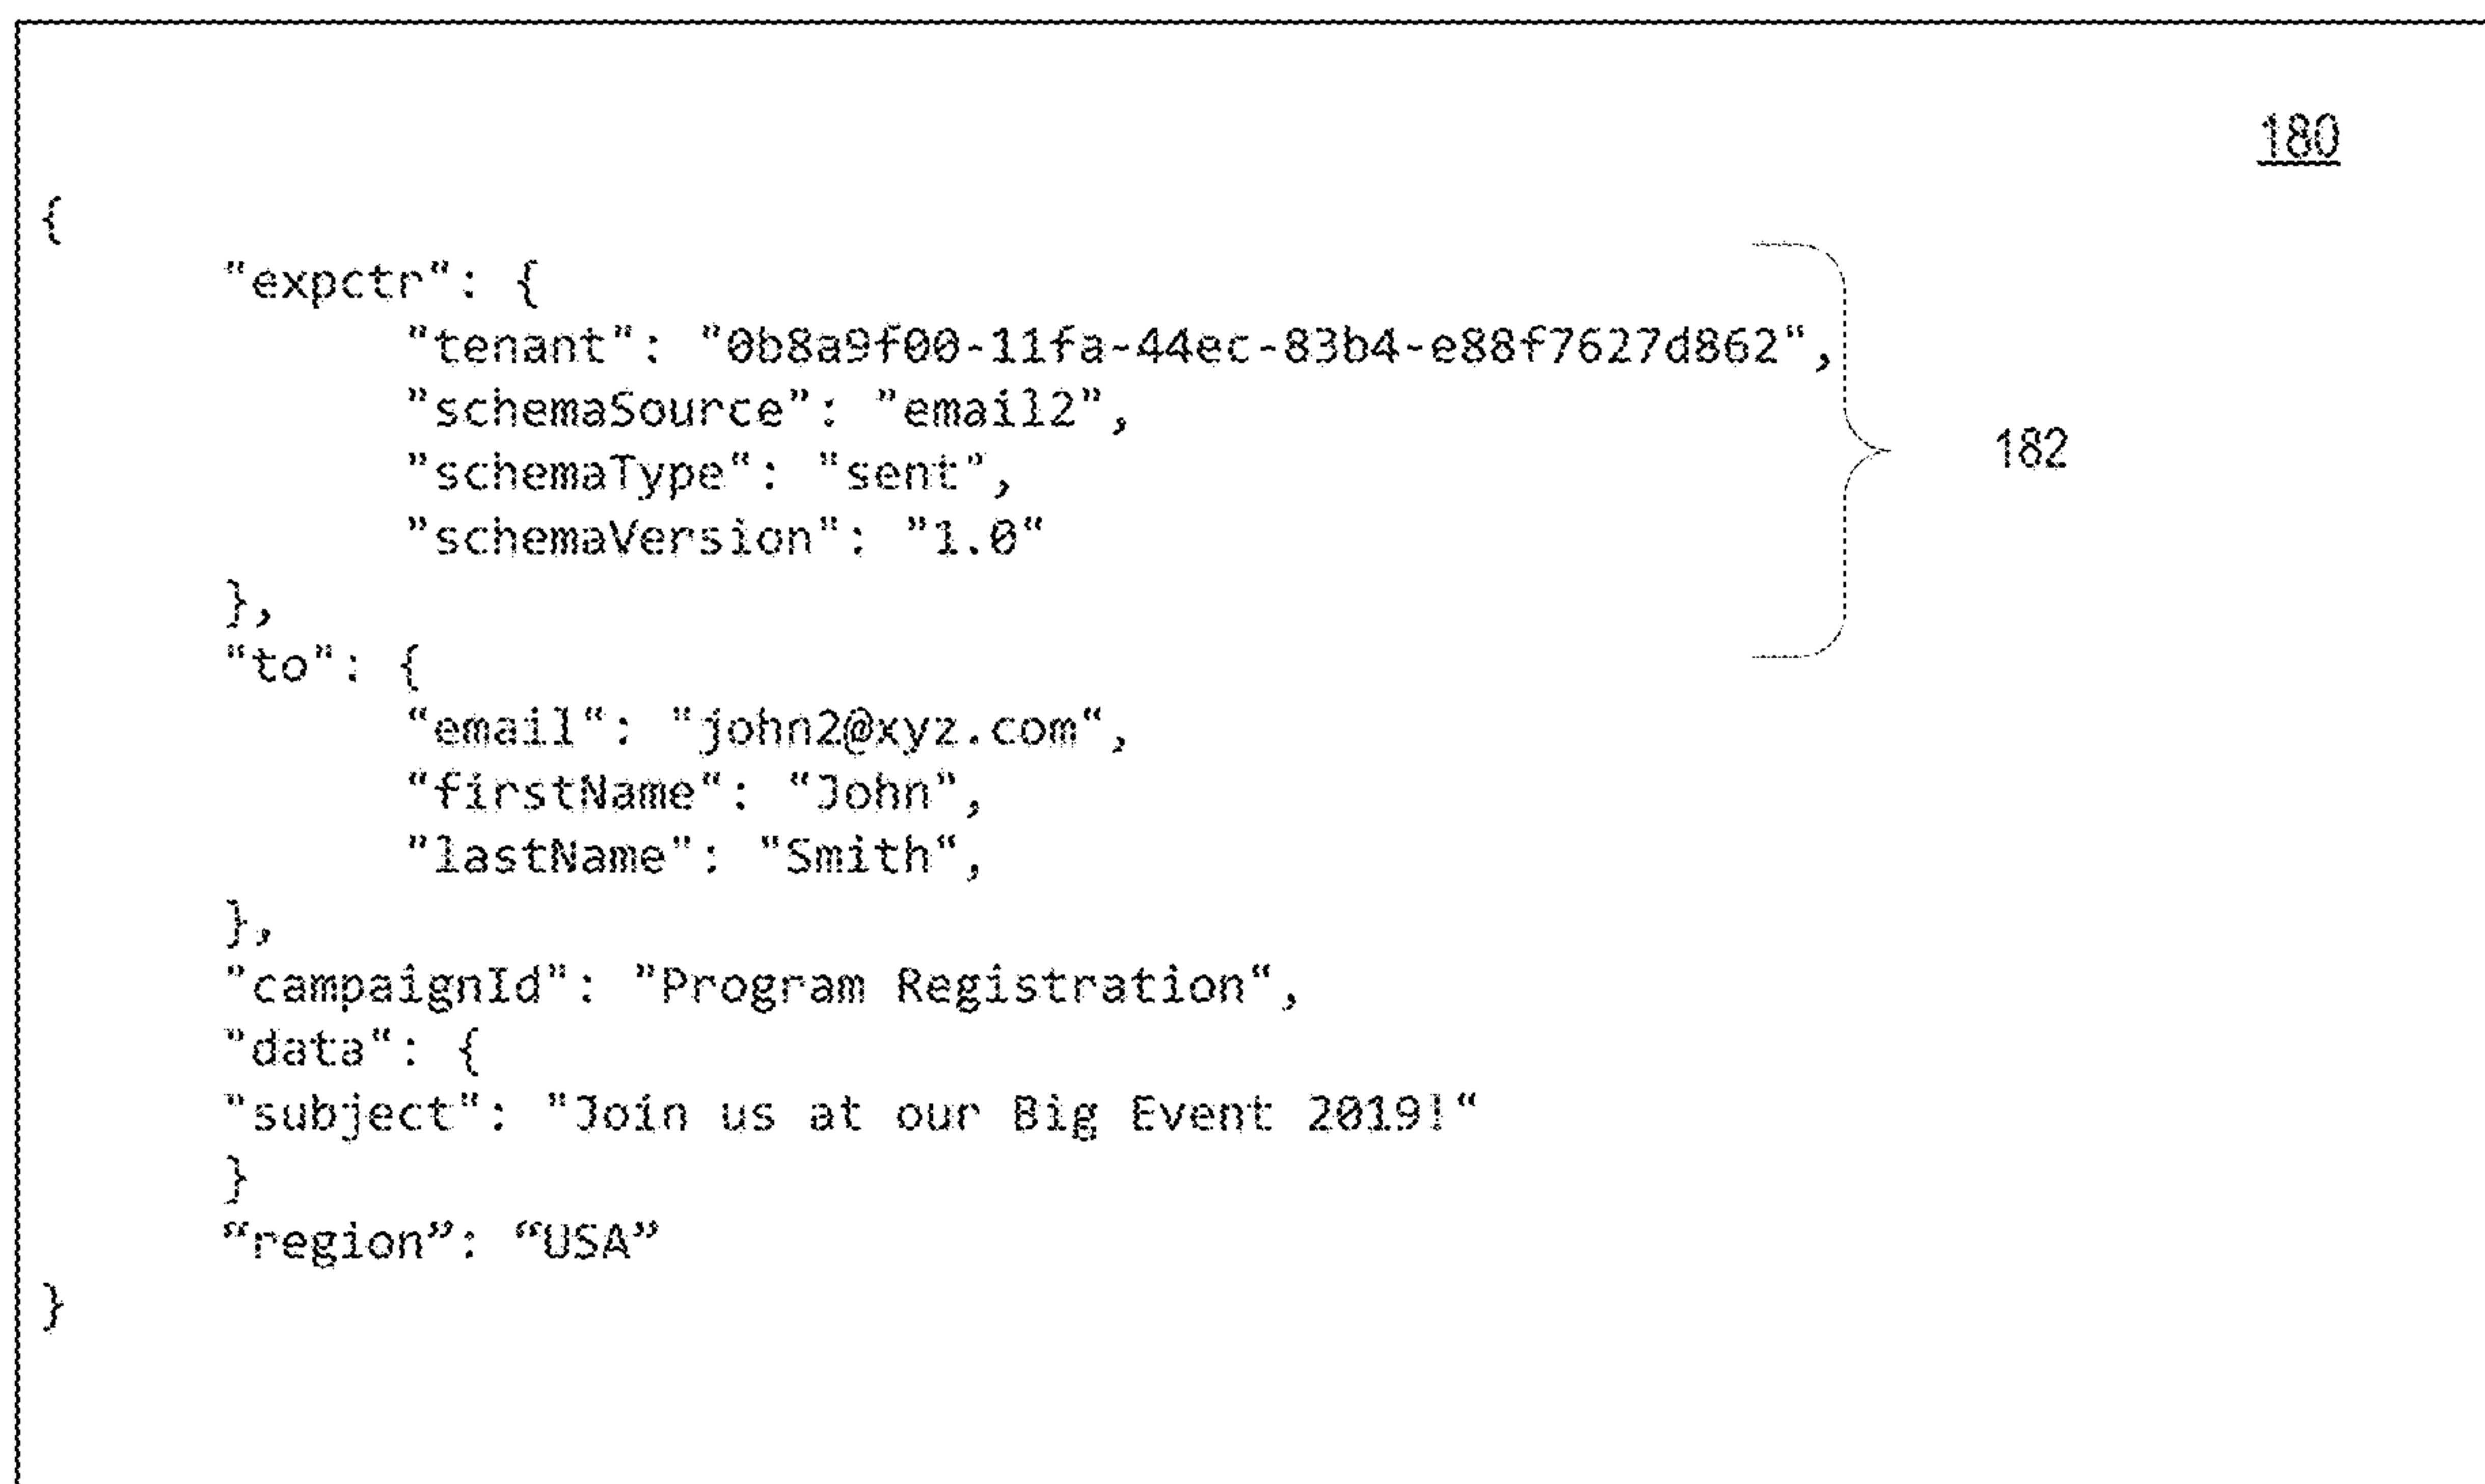 180
{
"expctr": {
"tenant": "0b8a9f00-11fa-44ec-83b4-e88f7627d862",
"schemaSource": "email2",
"schemaType": "sent",
"schemaVersion": "1.0"
182
},
"to": {
"email": "john2@xyz.com",
"firstName": "John",
"lastName": "Smith",
},
"campaignId": "Program Registration",
"data": {
"subject": "Join us at our Big Event 2019!"
}
“region”: “USA”
}